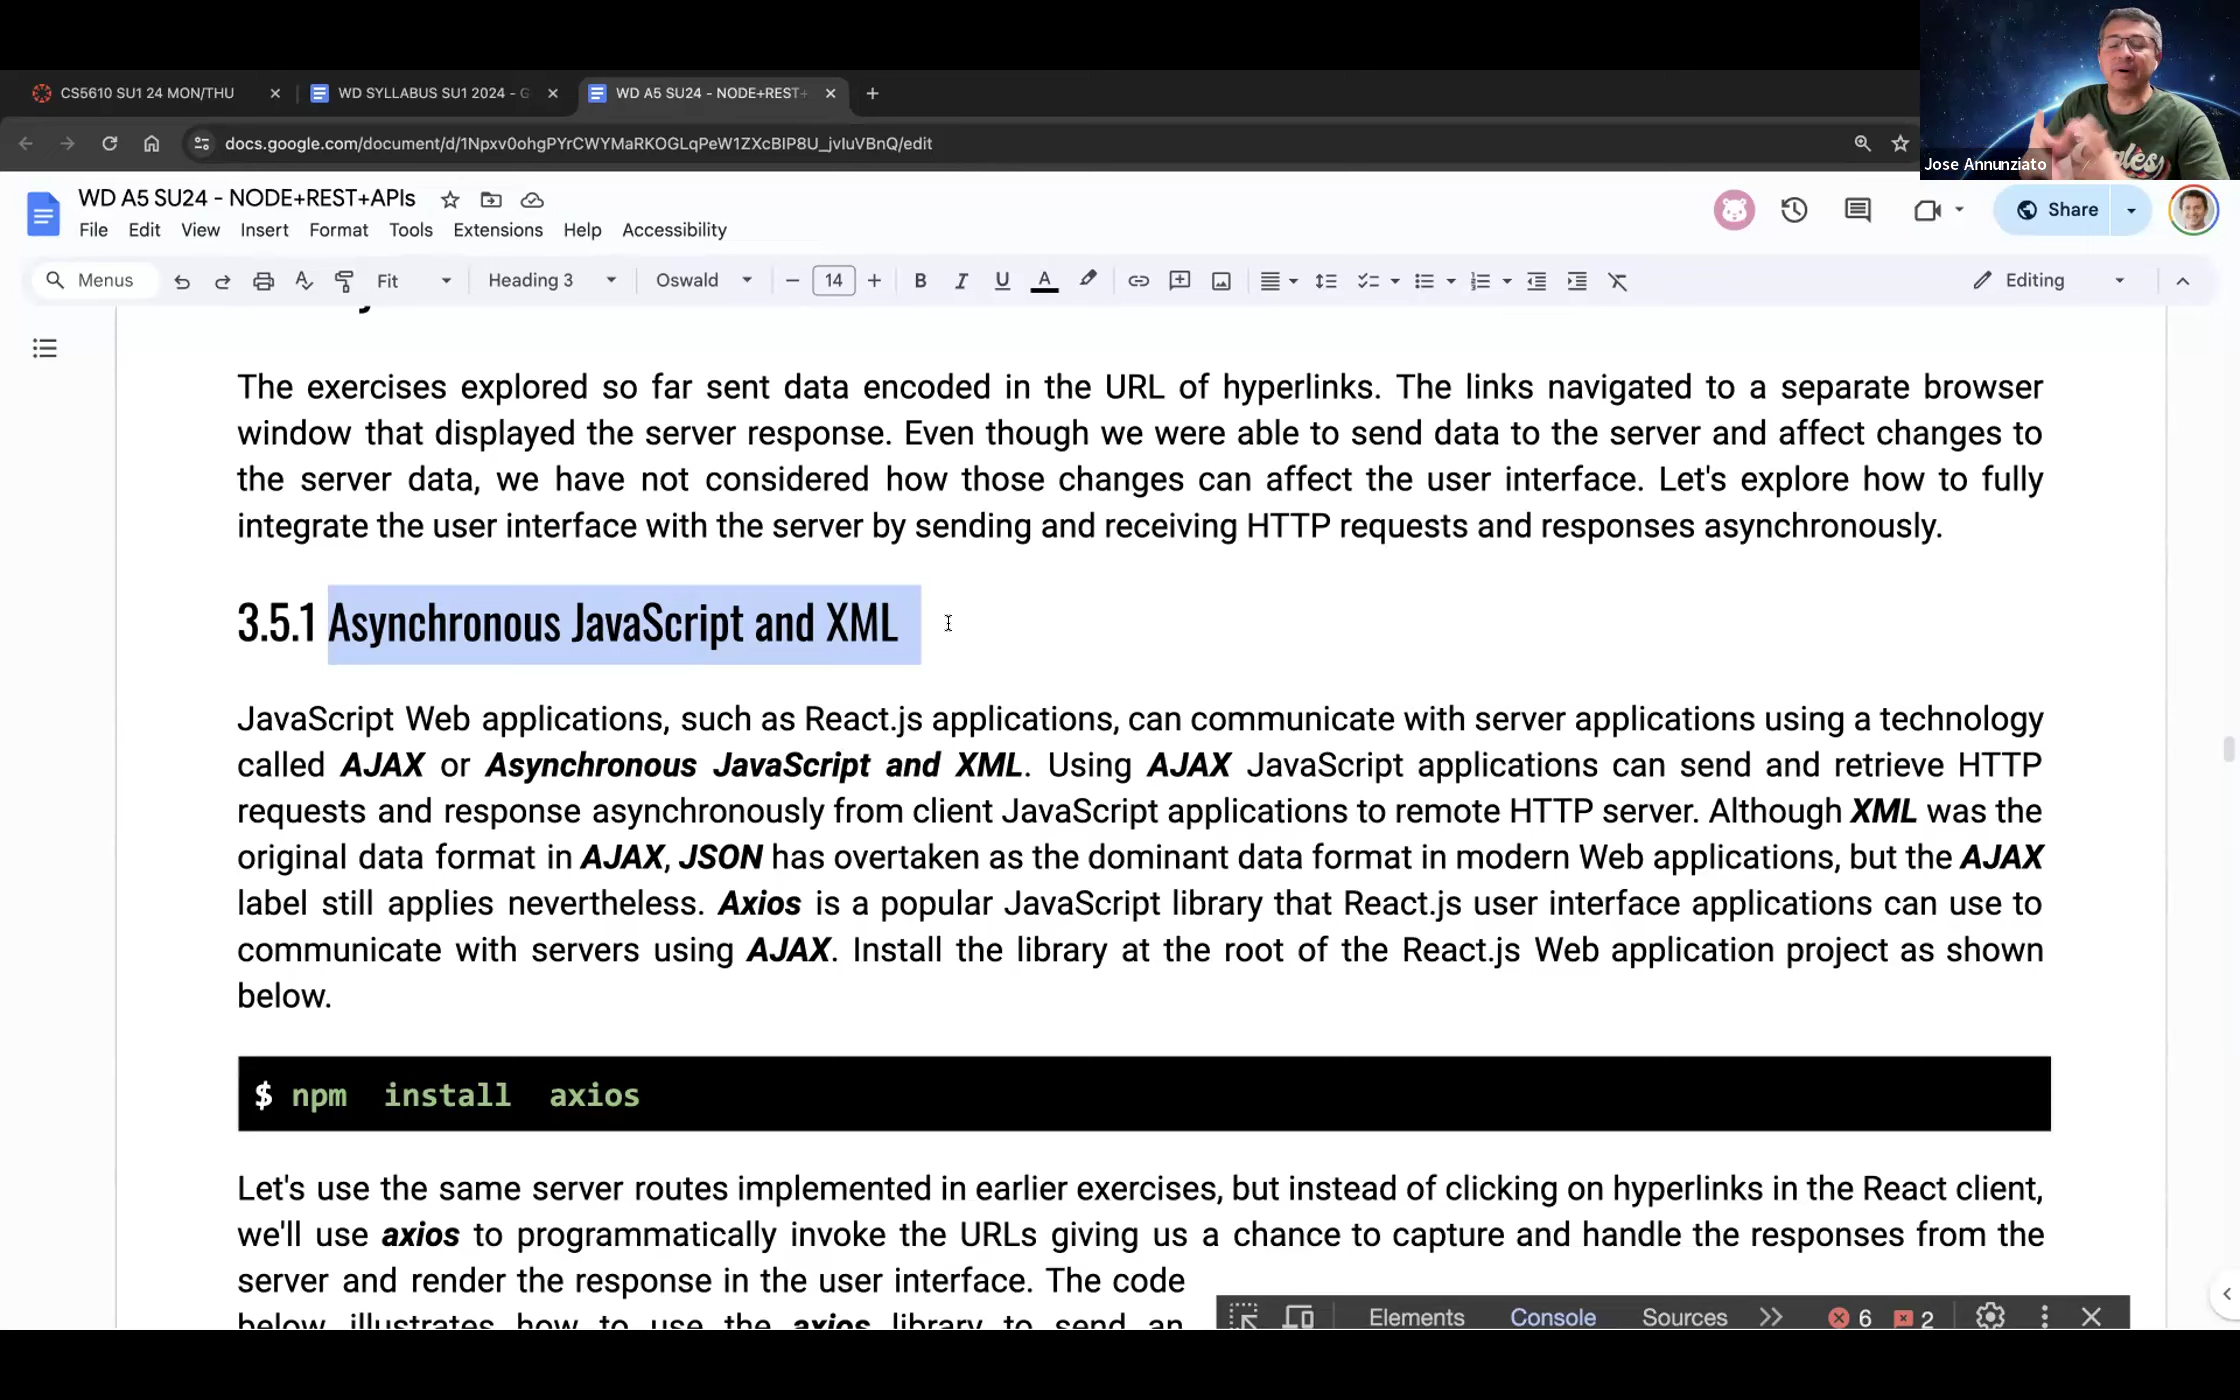 CS5610 SU1 24 MON/THU
WD SYLLABUS SU1 2024 - G
WD A5 SU24 - NODE+REST+
docs.google.com/document/d/1Npxv0ohgPYrCWYMaRKOGLqPeW1ZXcBIP8U_jvIuVBnQ/edit
Jose Annunziato
WD A5 SU24 - NODE+REST+APIs
Share
File Edit View Insert Format Tools Extensions Help Accessibility
Menus Fit Heading 3 Oswald 14 B I U A Editing
The exercises explored so far sent data encoded in the URL of hyperlinks. The links navigated to a separate browser
window that displayed the server response. Even though we were able to send data to the server and affect changes to
the server data, we have not considered how those changes can affect the user interface. Let's explore how to fully
integrate the user interface with the server by sending and receiving HTTP requests and responses asynchronously.
3.5.1 Asynchronous JavaScript and XML
JavaScript Web applications, such as React.js applications, can communicate with server applications using a technology
called AJAX or Asynchronous JavaScript and XML. Using AJAX JavaScript applications can send and retrieve HTTP
requests and response asynchronously from client JavaScript applications to remote HTTP server. Although XML was the
original data format in AJAX, JSON has overtaken as the dominant data format in modern Web applications, but the AJAX
label still applies nevertheless. Axios is a popular JavaScript library that React.js user interface applications can use to
communicate with servers using AJAX. Install the library at the root of the React.js Web application project as shown
below.
$ npm install axios
Let's use the same server routes implemented in earlier exercises, but instead of clicking on hyperlinks in the React client,
we'll use axios to programmatically invoke the URLs giving us a chance to capture and handle the responses from the
server and render the response in the user interface. The code
below illustrates how to use the axios library to send an
Elements Console Sources 6 2